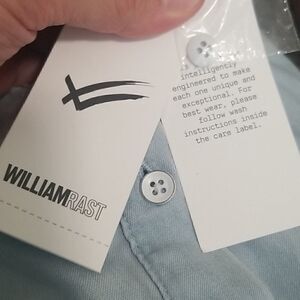 WILLIAMRAST
intelligently
engineered to make
each one unique and
exceptional. For
best wear, please
follow wash
instructions inside
the care label.